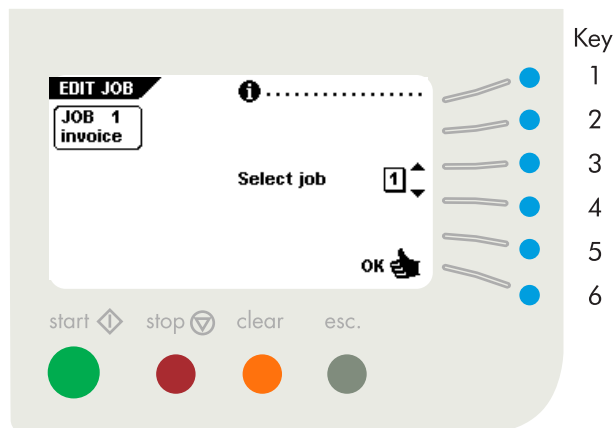 Key
EDIT JOB
i
1
JOB 1
invoice
2
3
Select job 1
4
5
OK
6
start stop clear esc.